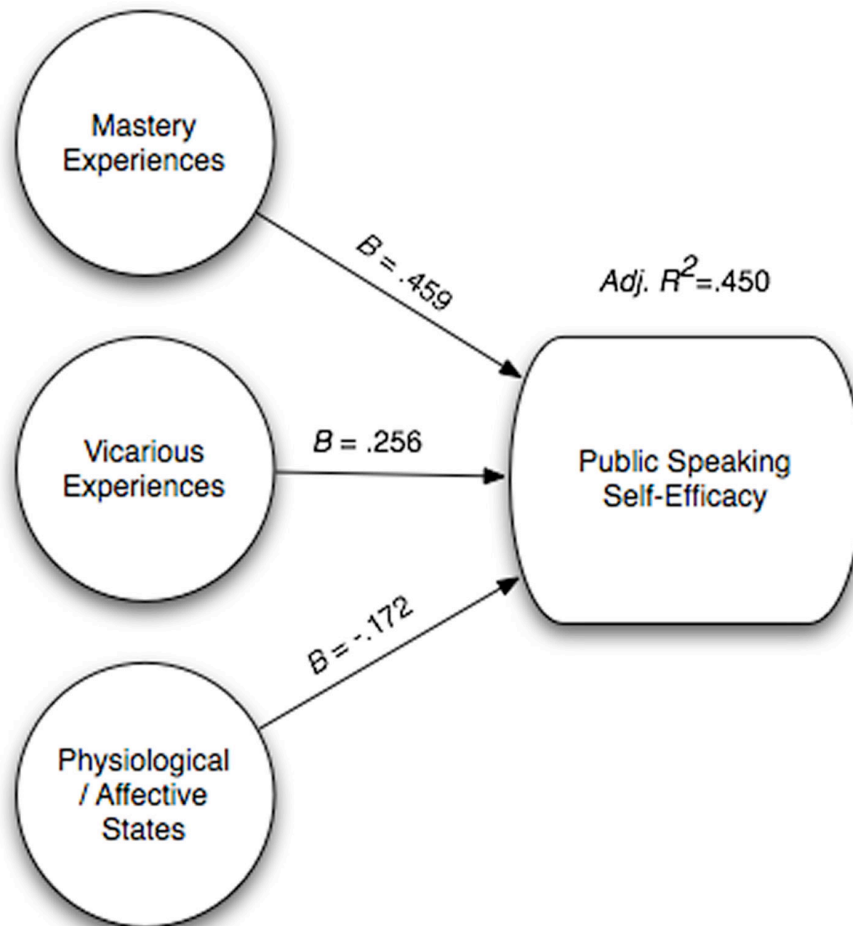 Mastery
Experiences
B = .459
Adj. R²=.450
Vicarious
Experiences
B = .256
Public Speaking
Self-Efficacy
B = -.172
Physiological
/ Affective
States